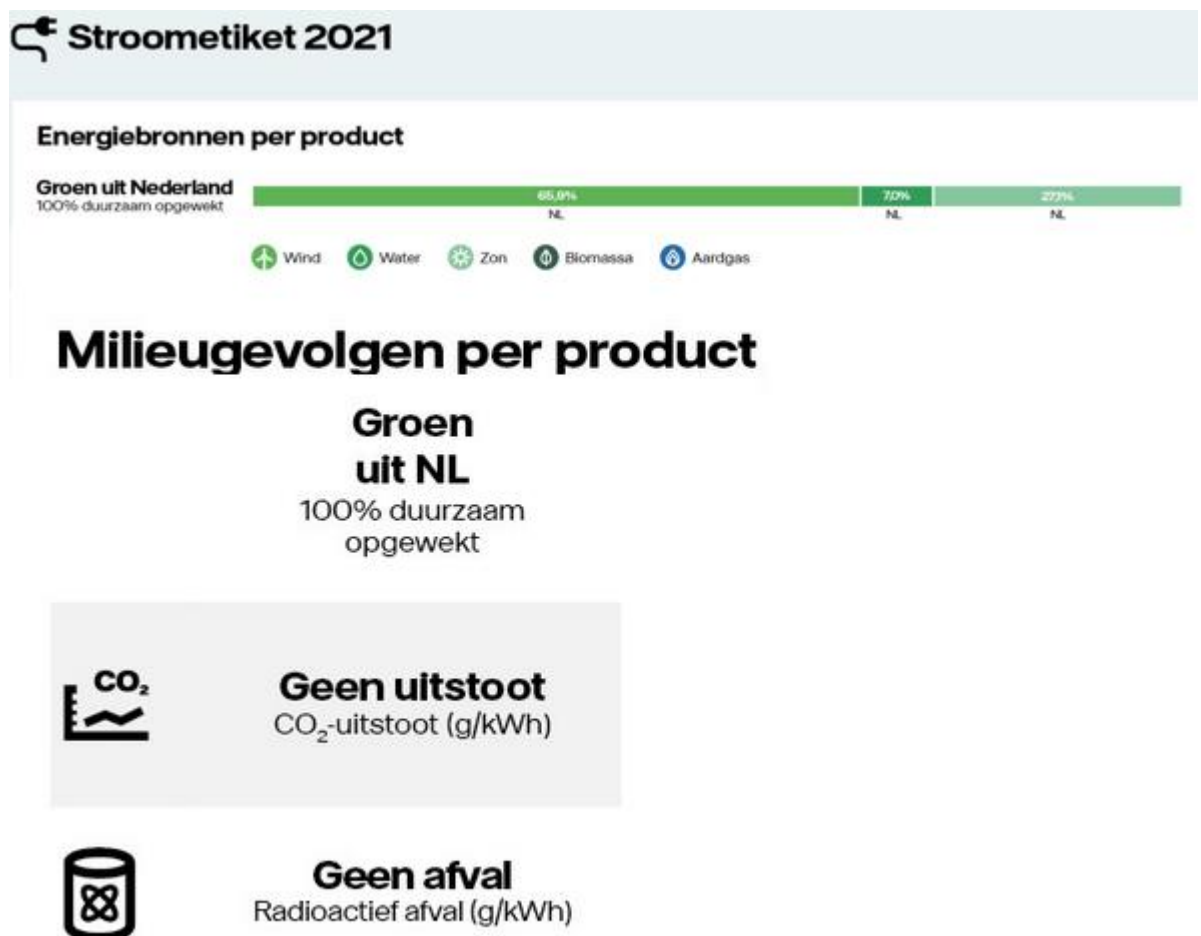 Stroometiket 2021
Energiebronnen per product
Groen uit Nederland
100% duurzaam opgewekt
65,9% 7,0% 27,1%
NL NL NL
Wind Water Zon Biomassa Aardgas
Milieugevolgen per product
Groen
uit NL
100% duurzaam
opgewekt
CO₂
Geen uitstoot
CO₂-uitstoot (g/kWh)
Geen afval
Radioactief afval (g/kWh)